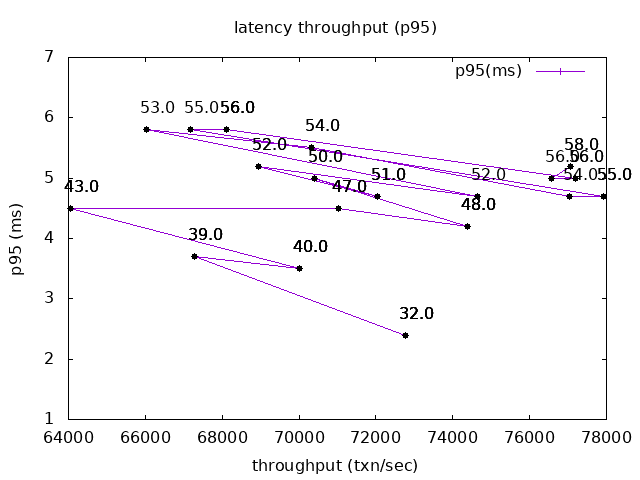 latency throughput (p95)
7
p95(ms)
6
53.0 55.0 56.0
54.0
52.0 50.0 58.0
56.0 56.0
5
51.0 52.0 54.0 55.0
43.0 47.0
48.0
4
39.0 40.0
3
32.0
2
1
64000 66000 68000 70000 72000 74000 76000 78000
throughput (txn/sec)
p95 (ms)